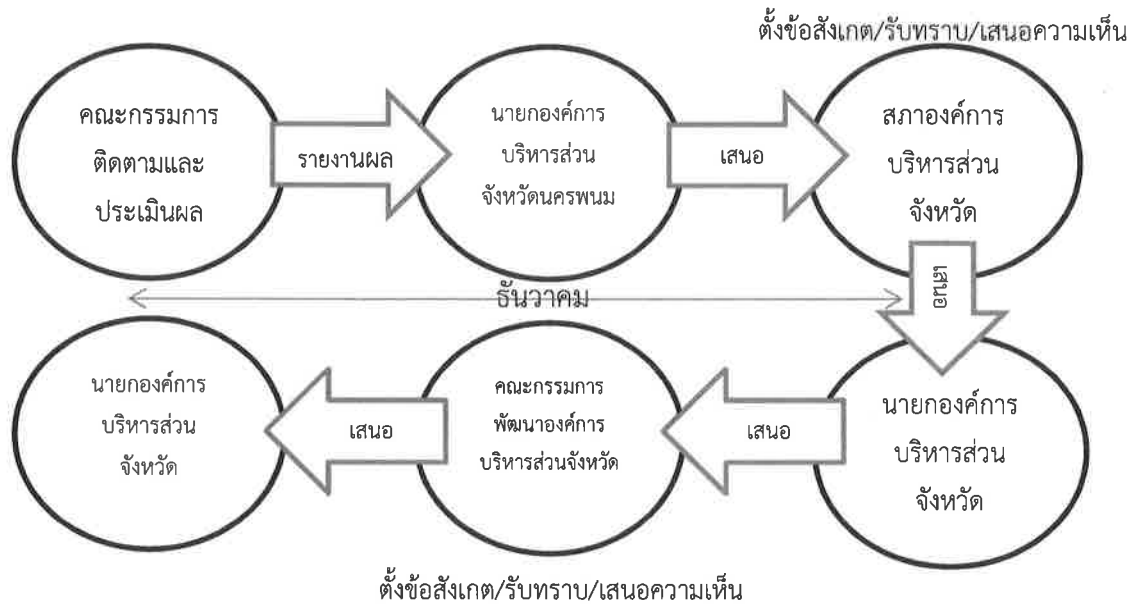 ตั้งข้อสังเกต/รับทราบ/เสนอความเห็น
คณะกรรมการ
ติดตามและ
ประเมินผล
รายงานผล
นายกองค์การ
บริหารส่วน
จังหวัดนครพนม
เสนอ
สภาองค์การ
บริหารส่วน
จังหวัด
เสนอ
ธันวาคม
นายกองค์การ
บริหารส่วน
จังหวัด
เสนอ
คณะกรรมการ
พัฒนาองค์การ
บริหารส่วนจังหวัด
เสนอ
นายกองค์การ
บริหารส่วน
จังหวัด
ตั้งข้อสังเกต/รับทราบ/เสนอความเห็น